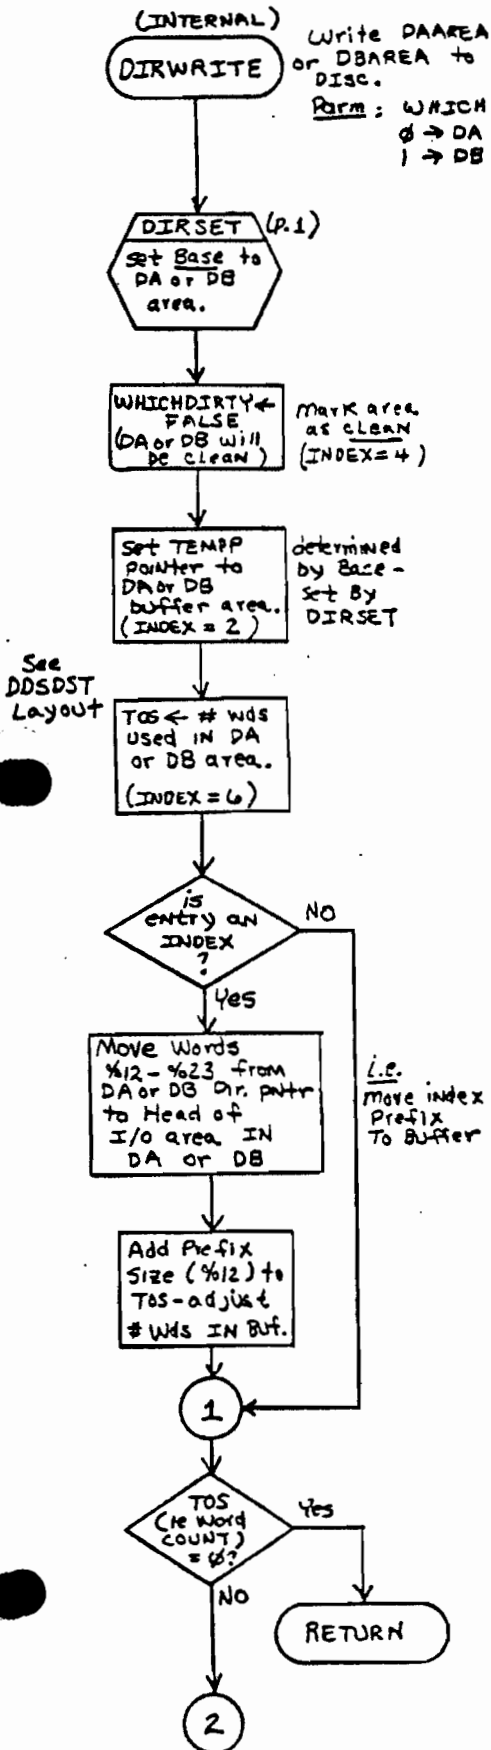 (INTERNAL)
DIRWRITE
Write DAAREA
or DBAREA to
DISC.
Parm: WHICH
ø → DA
1 → DB
DIRSET (p.1)
set Base to
DA or DB
area.
WHICHDIRTY ←
FALSE
(DA or DB will
be clean)
Mark area
as clean
(INDEX=4)
Set TEMPP
pointer to
DA or DB
buffer area.
(INDEX = 2)
determined
by Base -
set By
DIRSET
See
DDSDST
Layout
TOS ← # wds
used IN DA
or DB area.
(INDEX = 6)
is
entry an
INDEX
?
NO
Yes
Move Words
%12 - %23 from
DA or DB Dir. pntr
to Head of
I/O area IN
DA or DB
i.e.
Move index
Prefix
To Buffer
Add Prefix
Size (%12) to
TOS - adjust
# Wds IN Buf.
1
TOS
(ie word
COUNT)
= ø?
Yes
NO
RETURN
2